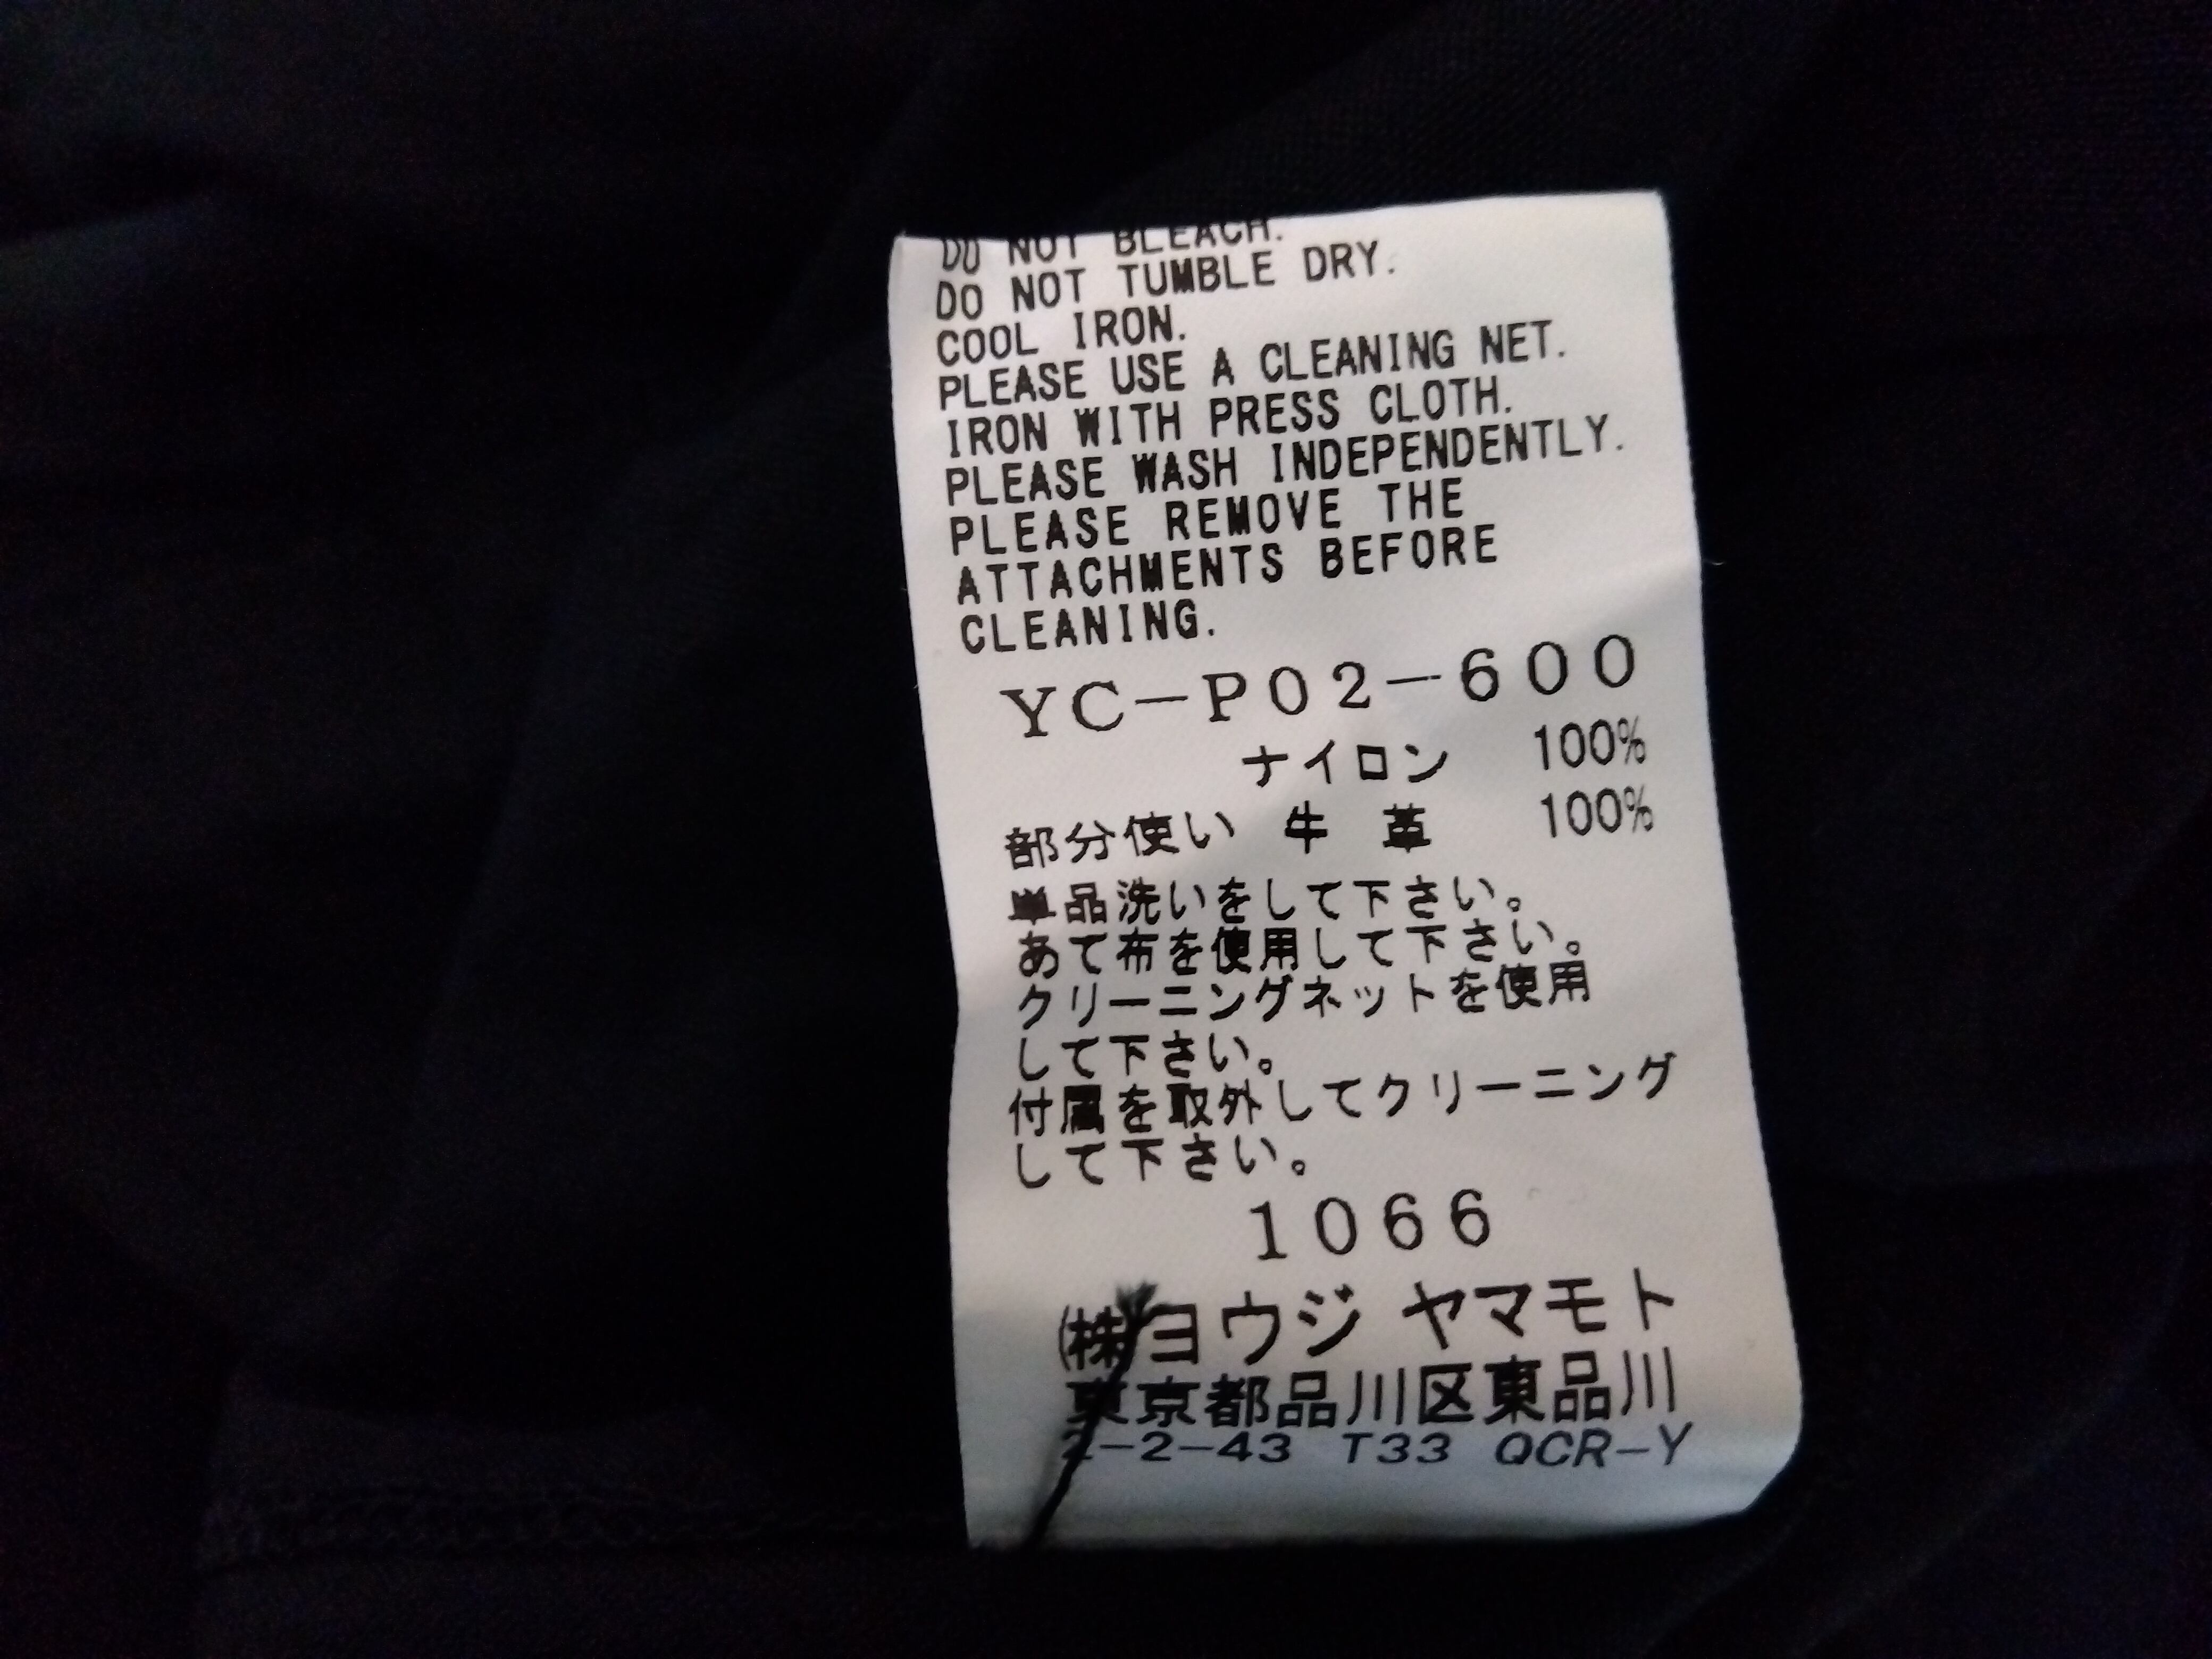 DO NOT BLEACH.
DO NOT TUMBLE DRY.
COOL IRON.
PLEASE USE A CLEANING NET.
IRON WITH PRESS CLOTH.
PLEASE WASH INDEPENDENTLY.
PLEASE REMOVE THE
ATTACHMENTS BEFORE
CLEANING.
YC-P02-600
ナイロン 100%
部分使い 牛 革 100%
単品洗いをして下さい。
あて布を使用して下さい。
クリーニングネットを使用
して下さい。
付属を取外してクリーニング
して下さい。
1066
(株)ヨウジ ヤマモト
東京都品川区東品川
2-2-43 T33 QCR-Y